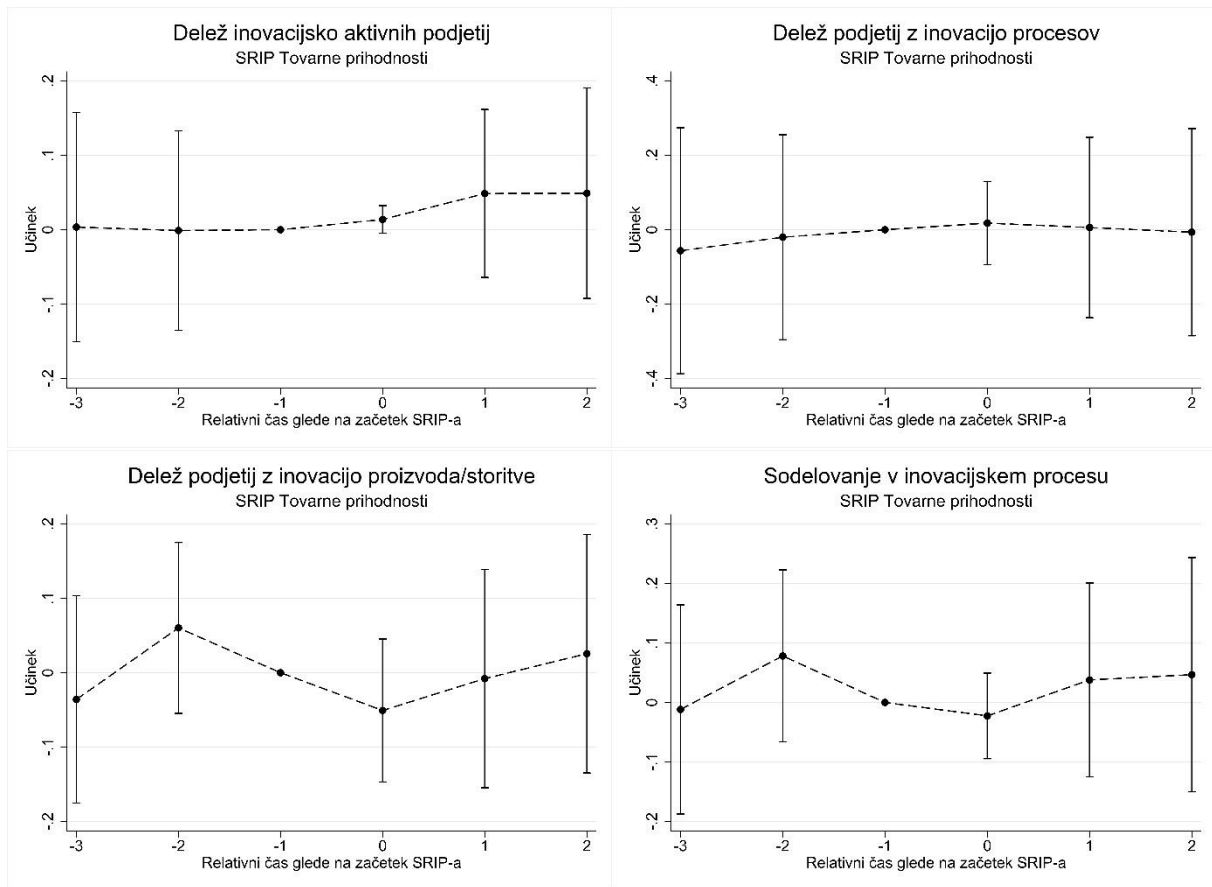 Delež inovacijsko aktivnih podjetij
SRIP Tovarne prihodnosti
Učinek
.2
.1
0
-.1
-.2
-3 -2 -1 0 1 2
Relativni čas glede na začetek SRIP-a
Delež podjetij z inovacijo procesov
SRIP Tovarne prihodnosti
Učinek
.4
.2
0
-.2
-.4
-3 -2 -1 0 1 2
Relativni čas glede na začetek SRIP-a
Delež podjetij z inovacijo proizvoda/storitve
SRIP Tovarne prihodnosti
Učinek
.2
.1
0
-.1
-.2
-3 -2 -1 0 1 2
Relativni čas glede na začetek SRIP-a
Sodelovanje v inovacijskem procesu
SRIP Tovarne prihodnosti
Učinek
.3
.2
.1
0
-.1
-.2
-3 -2 -1 0 1 2
Relativni čas glede na začetek SRIP-a